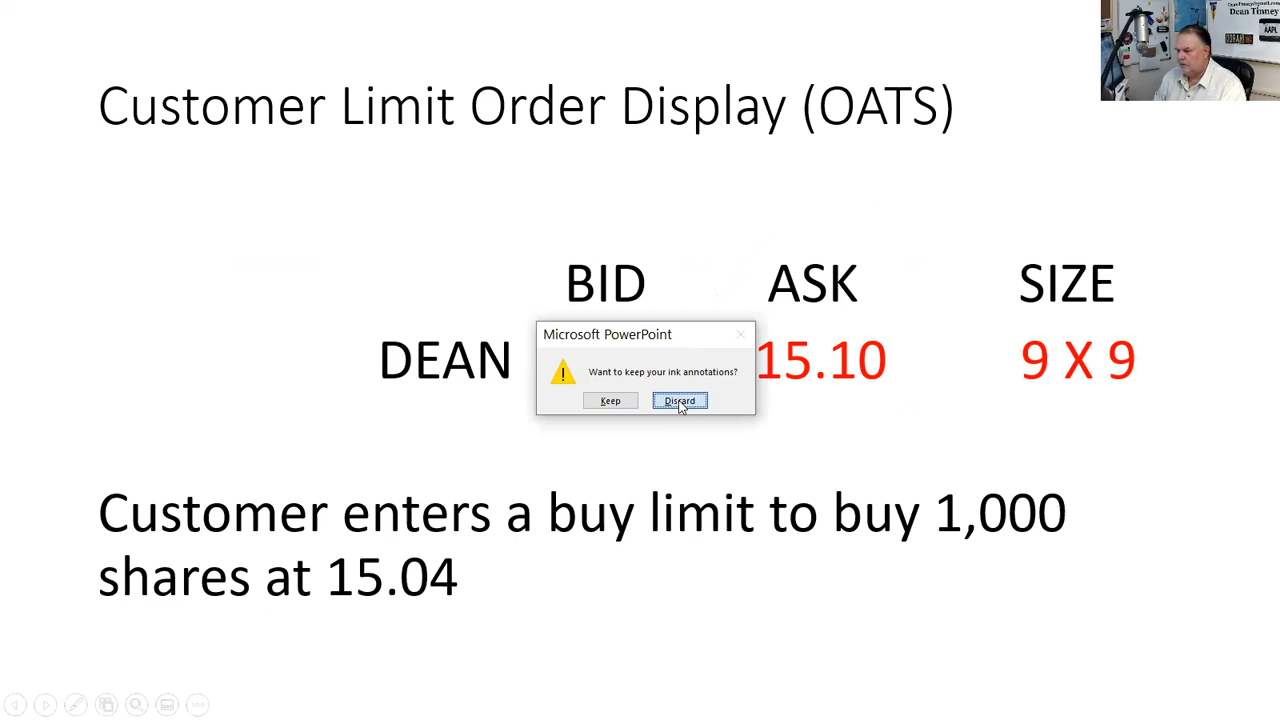 Dean Tinney
AAPL
Customer Limit Order Display (OATS)
BID ASK SIZE
DEAN 15.10 9 X 9
Microsoft PowerPoint
Want to keep your ink annotations?
Keep Discard
Customer enters a buy limit to buy 1,000
shares at 15.04